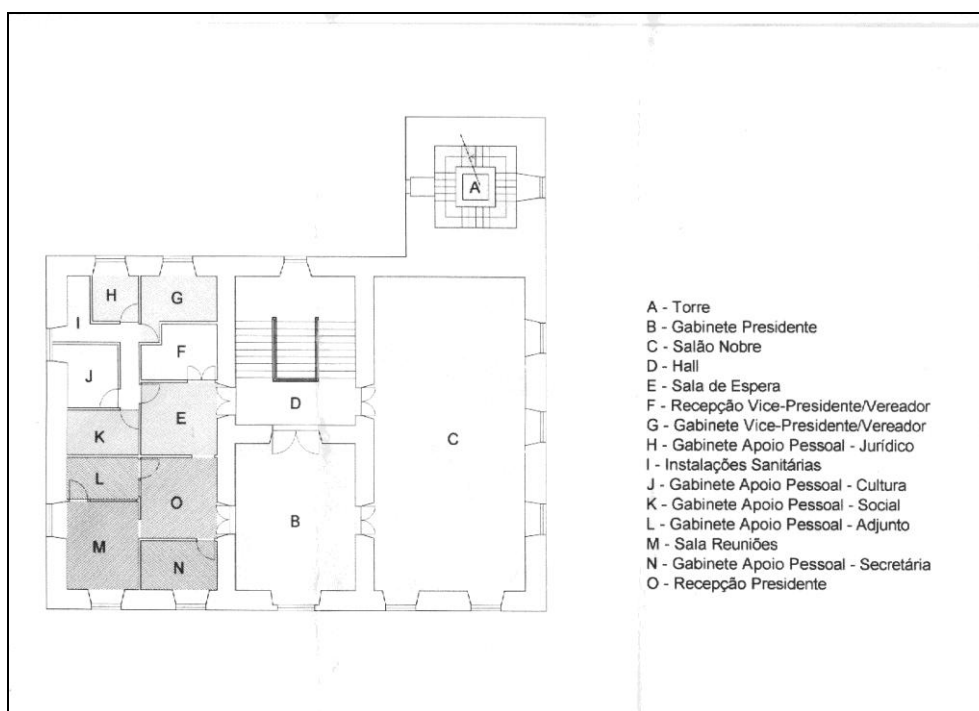 A
H
G
I
F
J
D
E
K
C
L
O
B
M
N
A - Torre
B - Gabinete Presidente
C - Salão Nobre
D - Hall
E - Sala de Espera
F - Recepção Vice-Presidente/Vereador
G - Gabinete Vice-Presidente/Vereador
H - Gabinete Apoio Pessoal - Jurídico
I - Instalações Sanitárias
J - Gabinete Apoio Pessoal - Cultura
K - Gabinete Apoio Pessoal - Social
L - Gabinete Apoio Pessoal - Adjunto
M - Sala Reuniões
N - Gabinete Apoio Pessoal - Secretária
O - Recepção Presidente